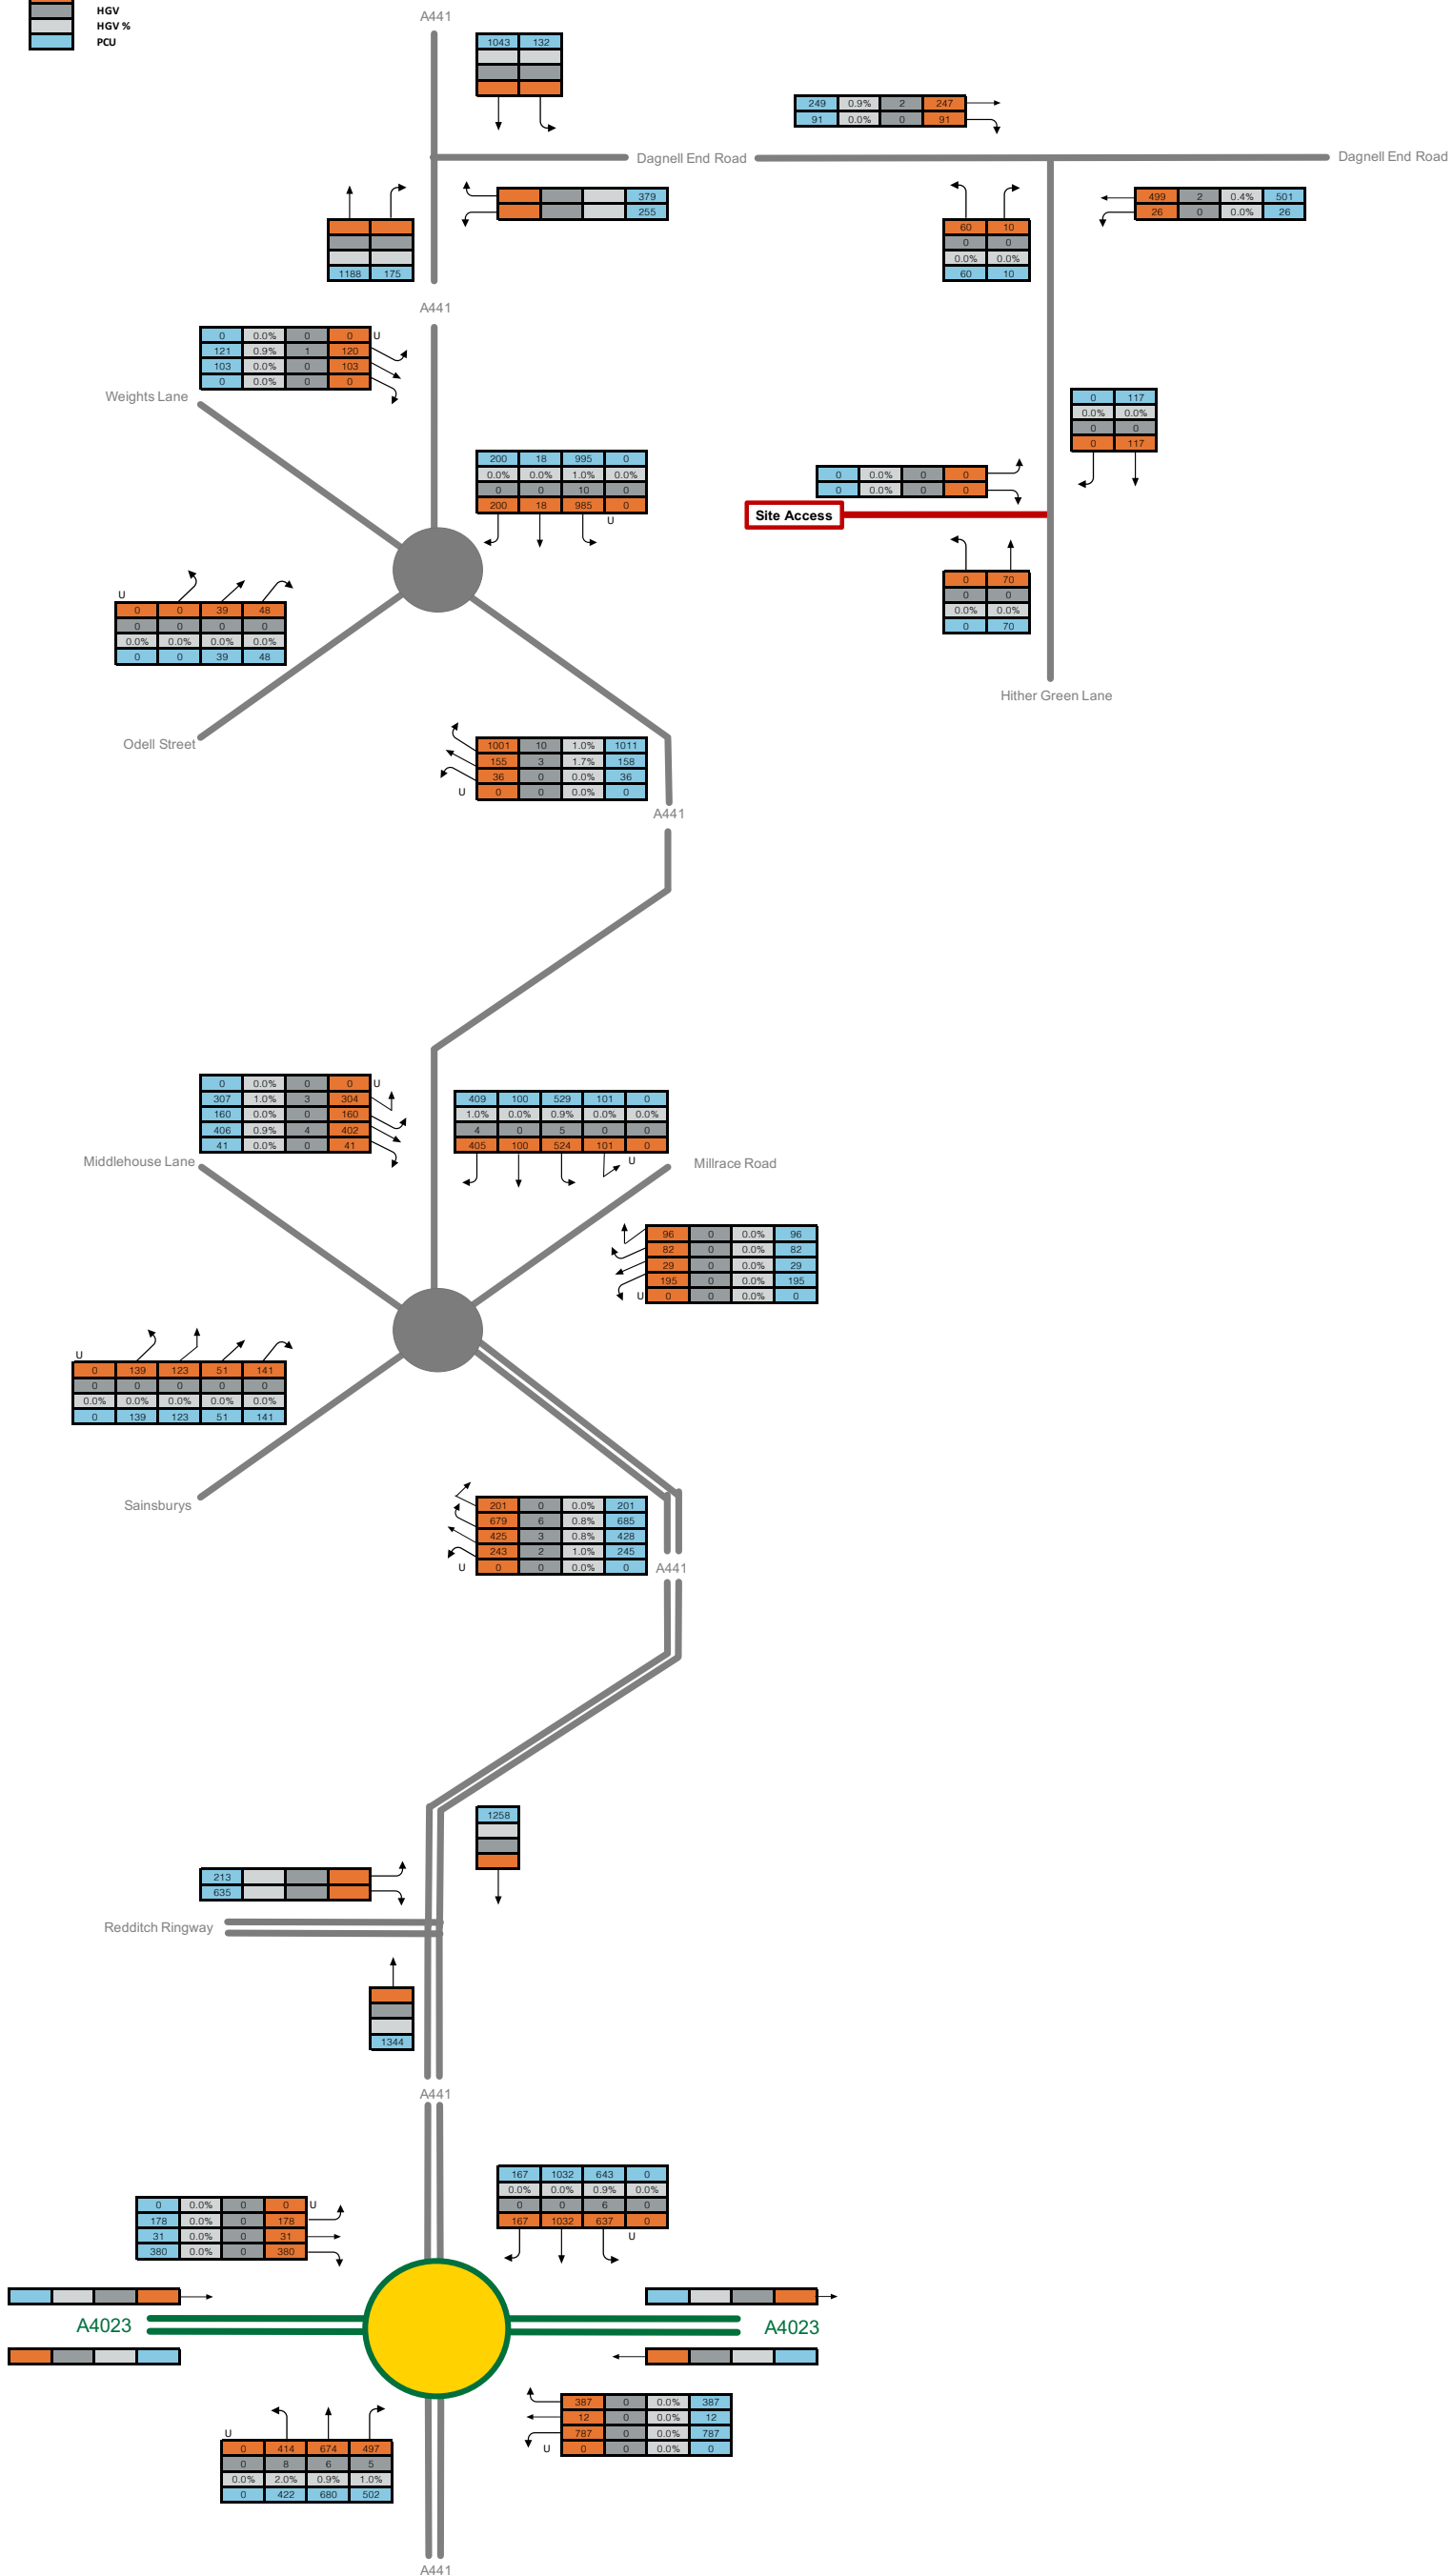 HGV
HGV %
PCU
A441
1043 132
249 0.9% 2 247
91 0.0% 0 91
Dagnell End Road
Dagnell End Road
379
255
499 2 0.4% 501
26 0 0.0% 26
60 10
0 0
0.0% 0.0%
60 10
1188 175
A441
0 0.0% 0 0 U
121 0.9% 1 120
103 0.0% 0 103
0 0.0% 0 0
Weights Lane
0 117
0.0% 0.0%
0 0
0 117
200 18 995 0
0.0% 0.0% 1.0% 0.0%
0 0 10 0
200 18 985 0
U
0 0.0% 0 0
0 0.0% 0 0
Site Access
0 70
0 0
0.0% 0.0%
0 70
U
0 0 39 48
0 0 0 0
0.0% 0.0% 0.0% 0.0%
0 0 39 48
Hither Green Lane
Odell Street
1001 10 1.0% 1011
155 3 1.7% 158
36 0 0.0% 36
U 0 0 0.0% 0
A441
0 0.0% 0 0 U
307 1.0% 3 304
160 0.0% 0 160
406 0.9% 4 402
41 0.0% 0 41
409 100 529 101 0
1.0% 0.0% 0.9% 0.0% 0.0%
4 0 5 0 0
405 100 524 101 0
U
Middlehouse Lane
Millrace Road
96 0 0.0% 96
82 0 0.0% 82
29 0 0.0% 29
195 0 0.0% 195
U 0 0 0.0% 0
U
0 139 123 51 141
0 0 0 0 0
0.0% 0.0% 0.0% 0.0% 0.0%
0 139 123 51 141
Sainsburys
201 0 0.0% 201
679 6 0.8% 685
425 3 0.8% 428
243 2 1.0% 245
U 0 0 0.0% 0
A441
1258
213
635
Redditch Ringway
1344
A441
167 1032 643 0
0.0% 0.0% 0.9% 0.0%
0 0 6 0
167 1032 637 0
U
0 0.0% 0 0 U
178 0.0% 0 178
31 0.0% 0 31
380 0.0% 0 380
A4023
A4023
387 0 0.0% 387
12 0 0.0% 12
787 0 0.0% 787
U 0 0 0.0% 0
U
0 414 674 497
0 8 6 5
0.0% 2.0% 0.9% 1.0%
0 422 680 502
A441